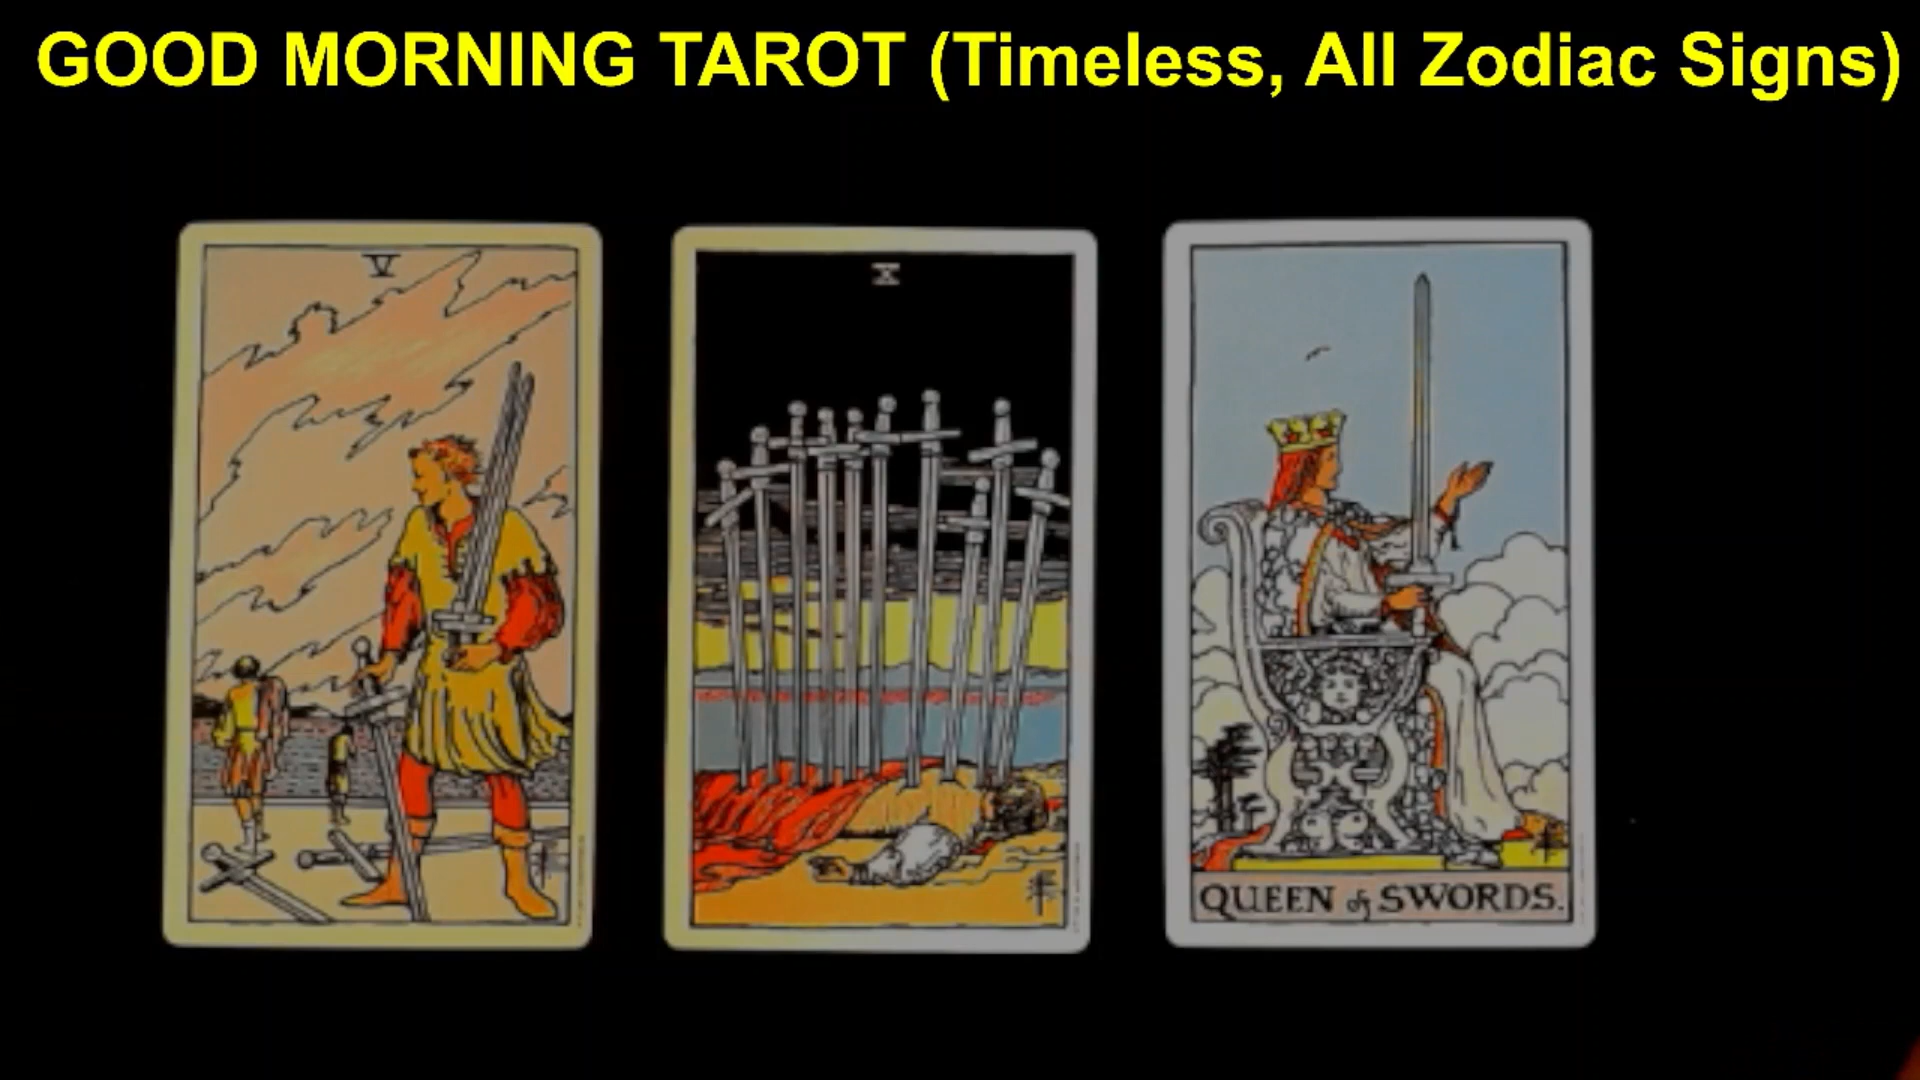 GOOD MORNING TAROT (Timeless, All Zodiac Signs)
V
X
QUEEN of SWORDS.